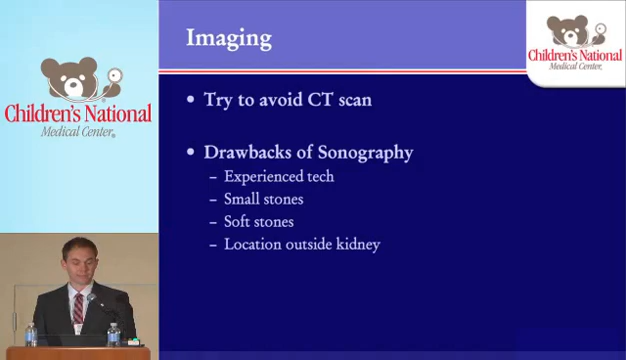 Children's National
Medical Center
Imaging
Children's National
Medical Center
• Try to avoid CT scan
• Drawbacks of Sonography
– Experienced tech
– Small stones
– Soft stones
– Location outside kidney